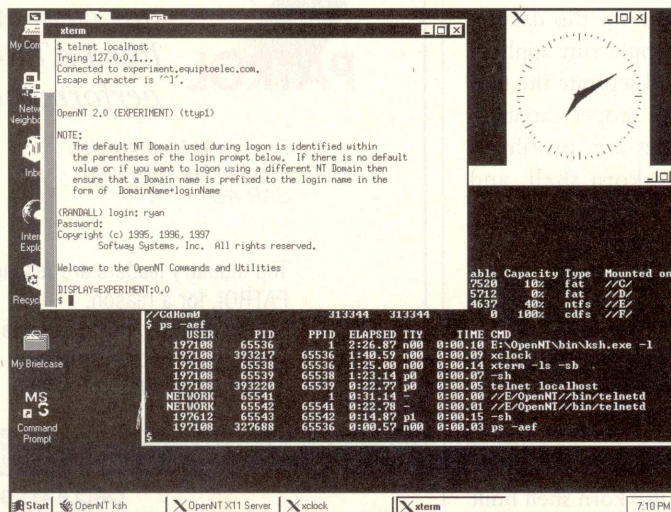 My Com
Netw
Neighbo
Inbo
Inter
Explo
Recycl
My Briefcase
MS
Command
Prompt
xterm
$ telnet localhost
Trying 127.0.0.1...
Connected to experiment.equiptoelec.com.
Escape character is '^]'.
OpenNT 2.0 (EXPERIMENT) (ttyp1)
NOTE:
The default NT Domain used during logon is identified within
the parentheses of the login prompt below. If there is no default
value or if you want to logon using a different NT Domain then
ensure that a Domain name is prefixed to the login name in the
form of DomainName+loginName
(RANDALL) login: ryan
Password:
Copyright (c) 1995, 1996, 1997
Softway Systems, Inc. All rights reserved.
Welcome to the OpenNT Commands and Utilities
DISPLAY=EXPERIMENT:0.0
$
able Capacity Type Mounted on
7520 10% fat //C/
5712 0% fat //D/
4637 40% ntfs //E/
//CdRom0 313344 313344 0 100% cdfs //F/
$ ps -aef
USER PID PPID ELAPSED TTY TIME CMD
197108 65536 1 2:26.87 n00 0:00.10 E:\OpenNT\bin\ksh.exe -l
197108 393217 65536 1:40.59 n00 0:00.09 xclock
197108 65538 65536 1:25.00 n00 0:00.14 xterm -ls -sb
197108 65539 65538 1:23.14 p0 0:00.07 -sh
197108 393220 65539 0:22.77 p0 0:00.05 telnet localhost
NETWORK 65541 1 0:31.14 - 0:00.00 //E/OpenNT//bin/telnetd
NETWORK 65542 65541 0:22.78 - 0:00.01 //E/OpenNT//bin/telnetd
197612 65543 65542 0:14.87 p1 0:00.15 -sh
197108 327688 65536 0:00.57 n00 0:00.03 ps -aef
$
Start OpenNT ksh OpenNT X11 Server xclock xterm 7:10 PM